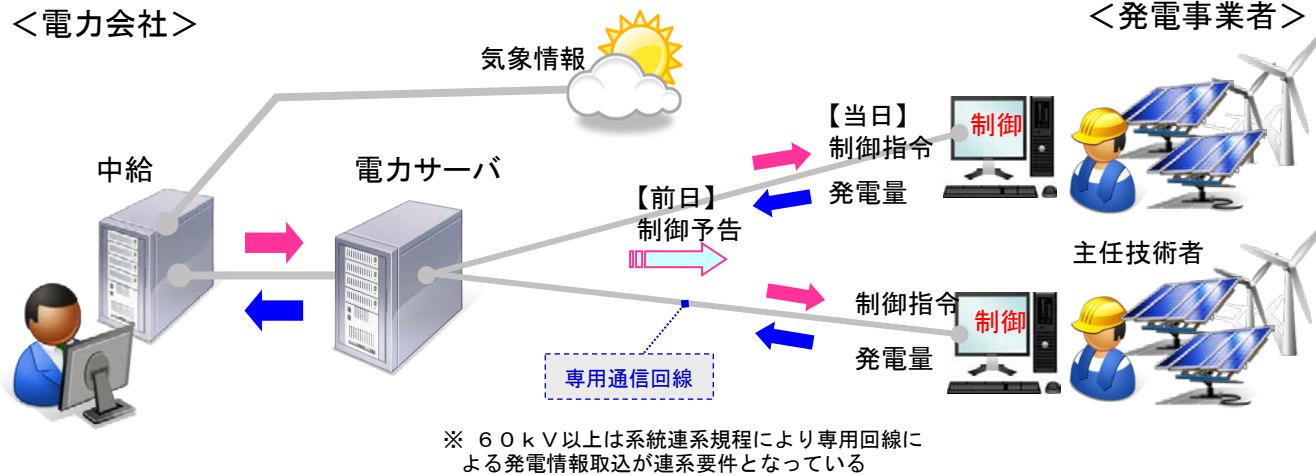 ＜電力会社＞
＜発電事業者＞
気象情報
中給
電力サーバ
【当日】
制御指令
発電量
制御
【前日】
制御予告
主任技術者
制御指令
発電量
制御
専用通信回線
※ ６０ｋＶ以上は系統連系規程により専用回線に
よる発電情報取込が連系要件となっている